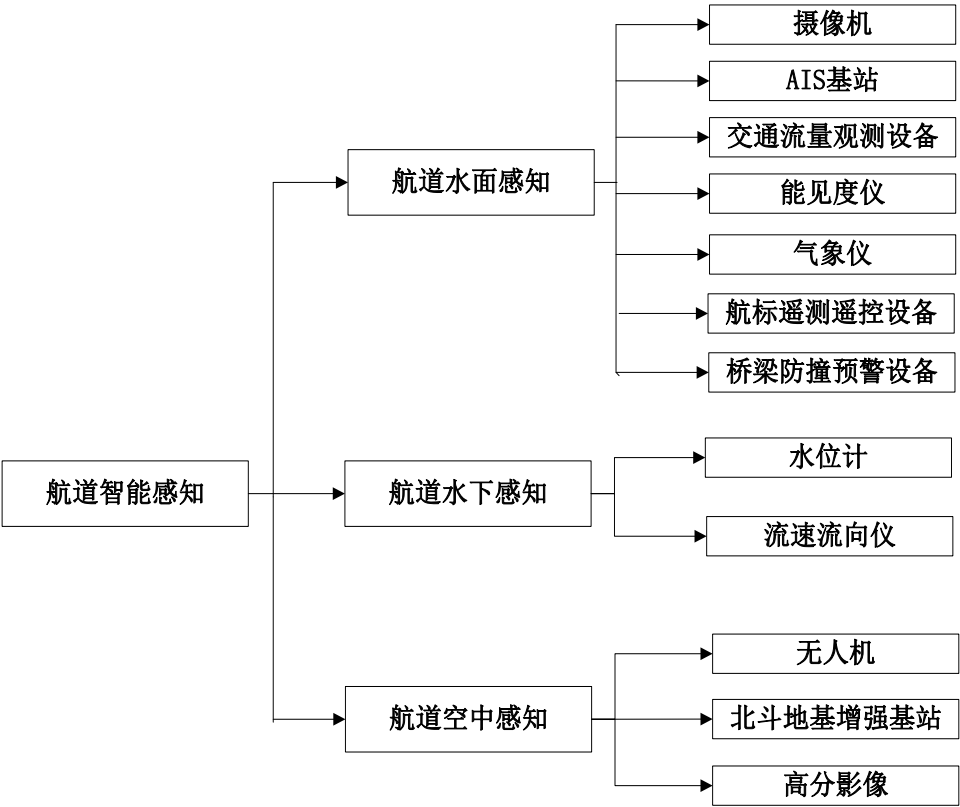 摄像机
AIS基站
交通流量观测设备
航道水面感知
能见度仪
气象仪
航标遥测遥控设备
桥梁防撞预警设备
水位计
航道智能感知
航道水下感知
流速流向仪
无人机
航道空中感知
北斗地基增强基站
高分影像